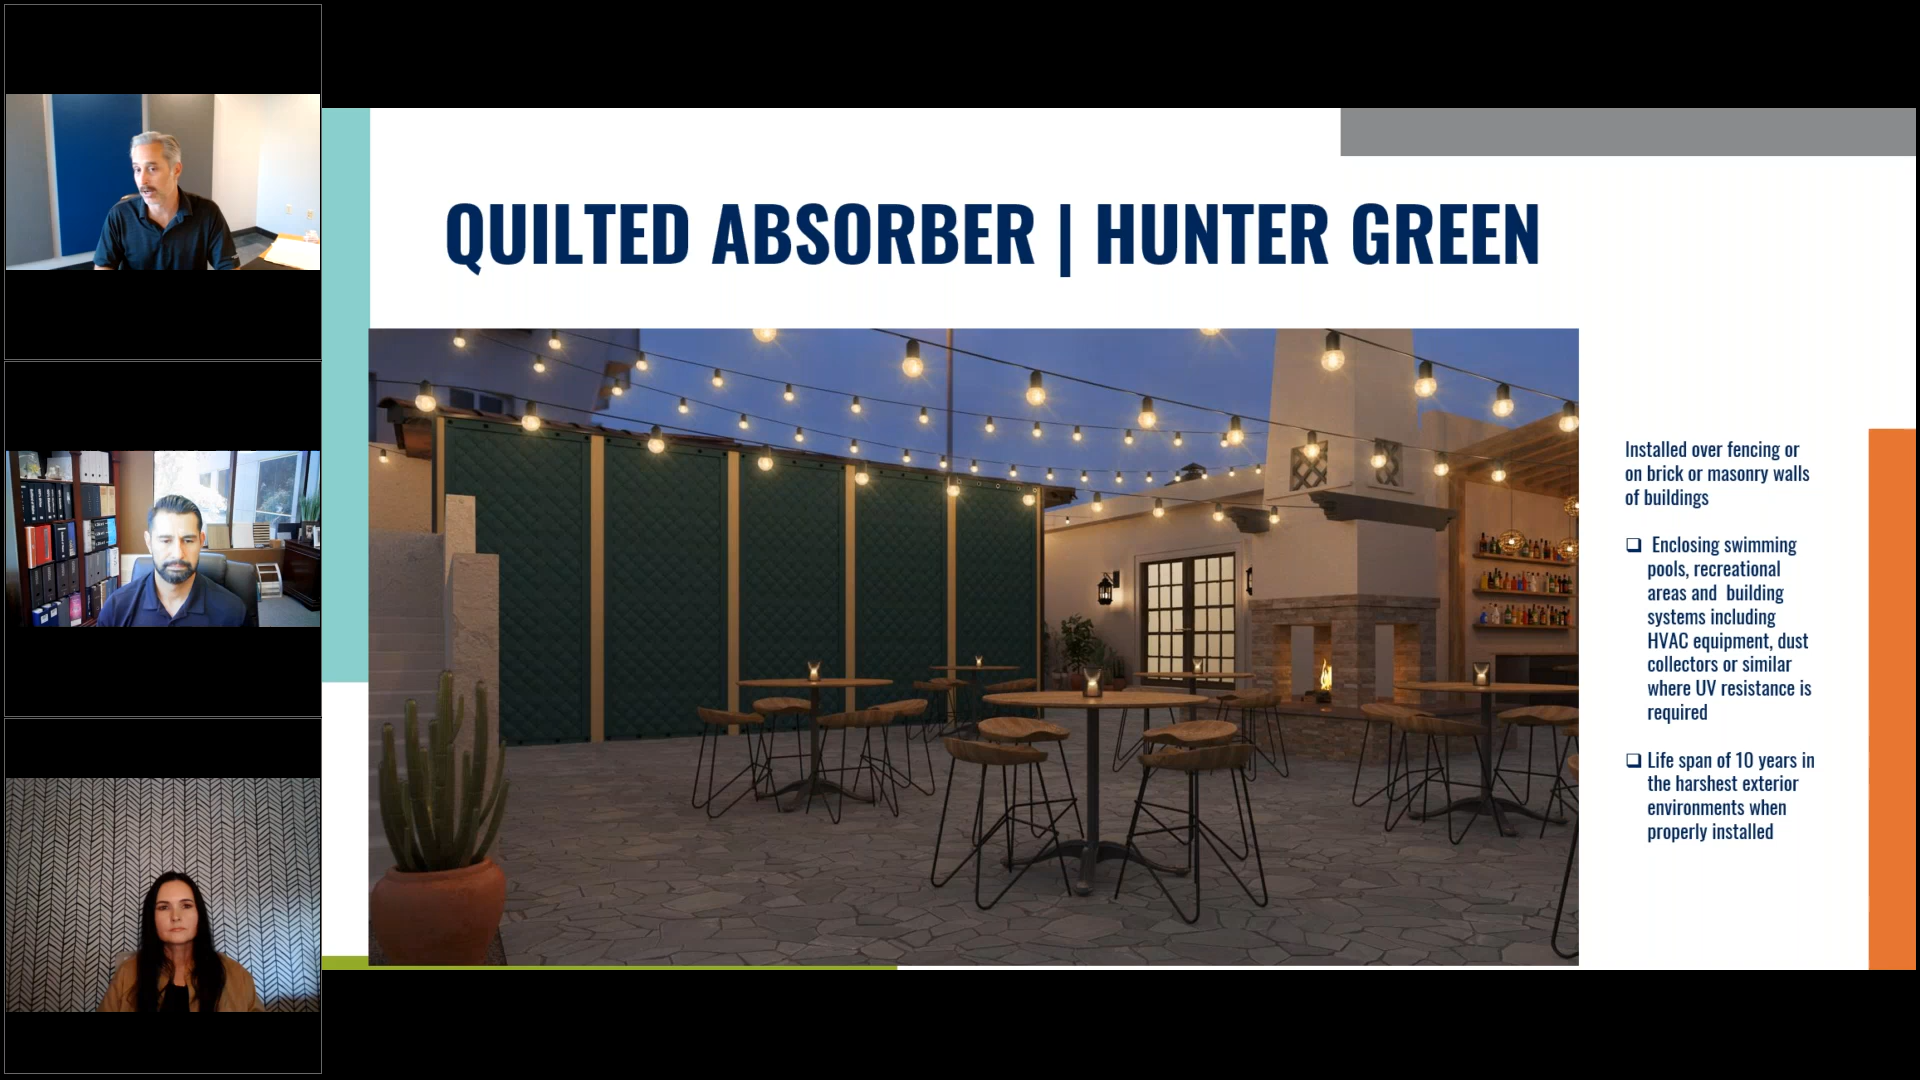 QUILTED ABSORBER | HUNTER GREEN
Installed over fencing or
on brick or masonry walls
of buildings
❑ Enclosing swimming
pools, recreational
areas and building
systems including
HVAC equipment, dust
collectors or similar
where UV resistance is
required
❑ Life span of 10 years in
the harshest exterior
environments when
properly installed